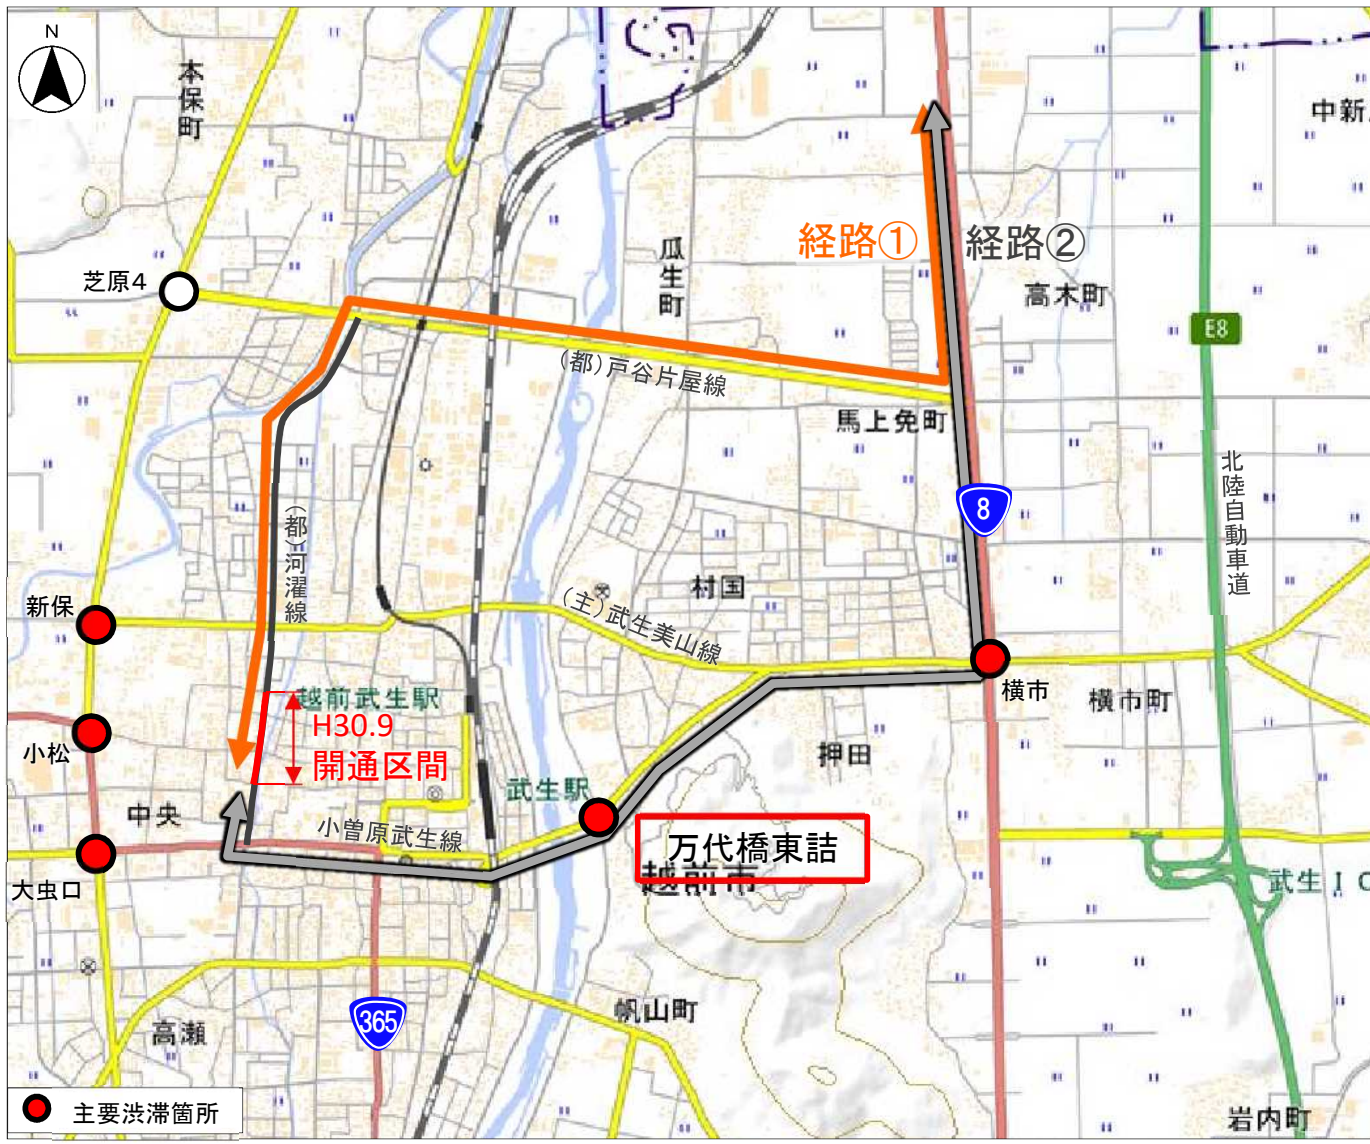 N
本保町
中新
経路①
経路②
瓜生町
芝原4
高木町
E8
(都)戸谷片屋線
馬上免町
北陸自動車道
8
(都)河濯線
新保
村国
(主)武生美山線
横市
越前武生駅
横市町
H30.9
開通区間
小松
押田
武生駅
中央
小曽原武生線
万代橋東詰
越前市
大虫口
武生IC
高瀬
365
帆山町
主要渋滞箇所
岩内町